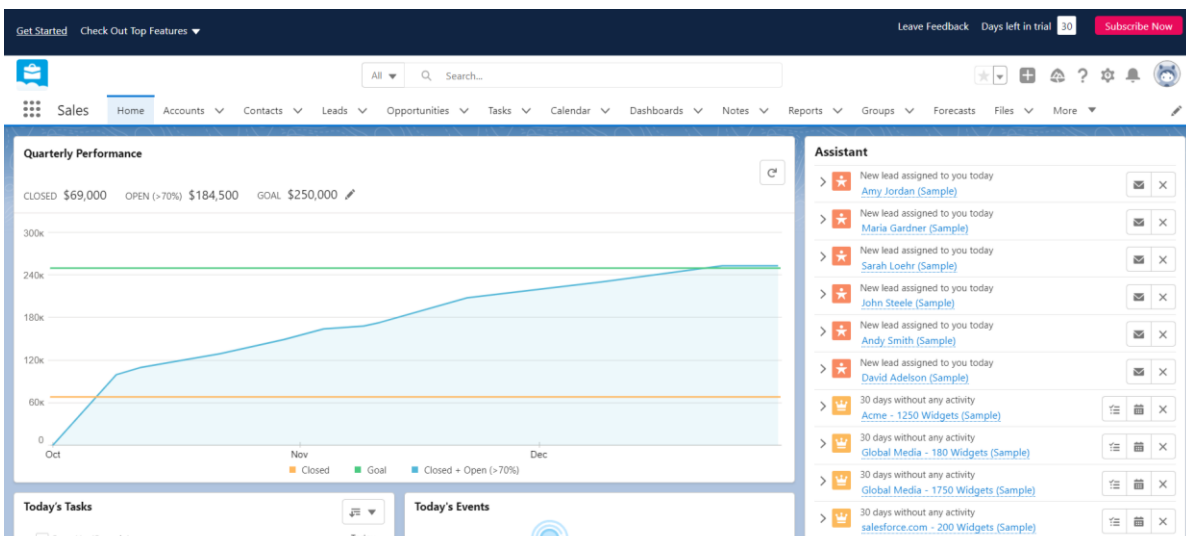 Get Started Check Out Top Features
Leave Feedback Days left in trial 30 Subscribe Now
All Search...
Sales Home Accounts Contacts Leads Opportunities Tasks Calendar Dashboards Notes Reports Groups Forecasts Files More
Quarterly Performance
CLOSED $69,000 OPEN (>70%) $184,500 GOAL $250,000
300K
240K
180K
120K
60K
0
Oct Nov Dec
Closed Goal Closed + Open (>70%)
Today's Tasks
Today's Events
Assistant
New lead assigned to you today
Amy Jordan (Sample)
New lead assigned to you today
Maria Gardner (Sample)
New lead assigned to you today
Sarah Loehr (Sample)
New lead assigned to you today
John Steele (Sample)
New lead assigned to you today
Andy Smith (Sample)
New lead assigned to you today
David Adelson (Sample)
30 days without any activity
Acme - 1250 Widgets (Sample)
30 days without any activity
Global Media - 180 Widgets (Sample)
30 days without any activity
Global Media - 1750 Widgets (Sample)
30 days without any activity
salesforce.com - 200 Widgets (Sample)